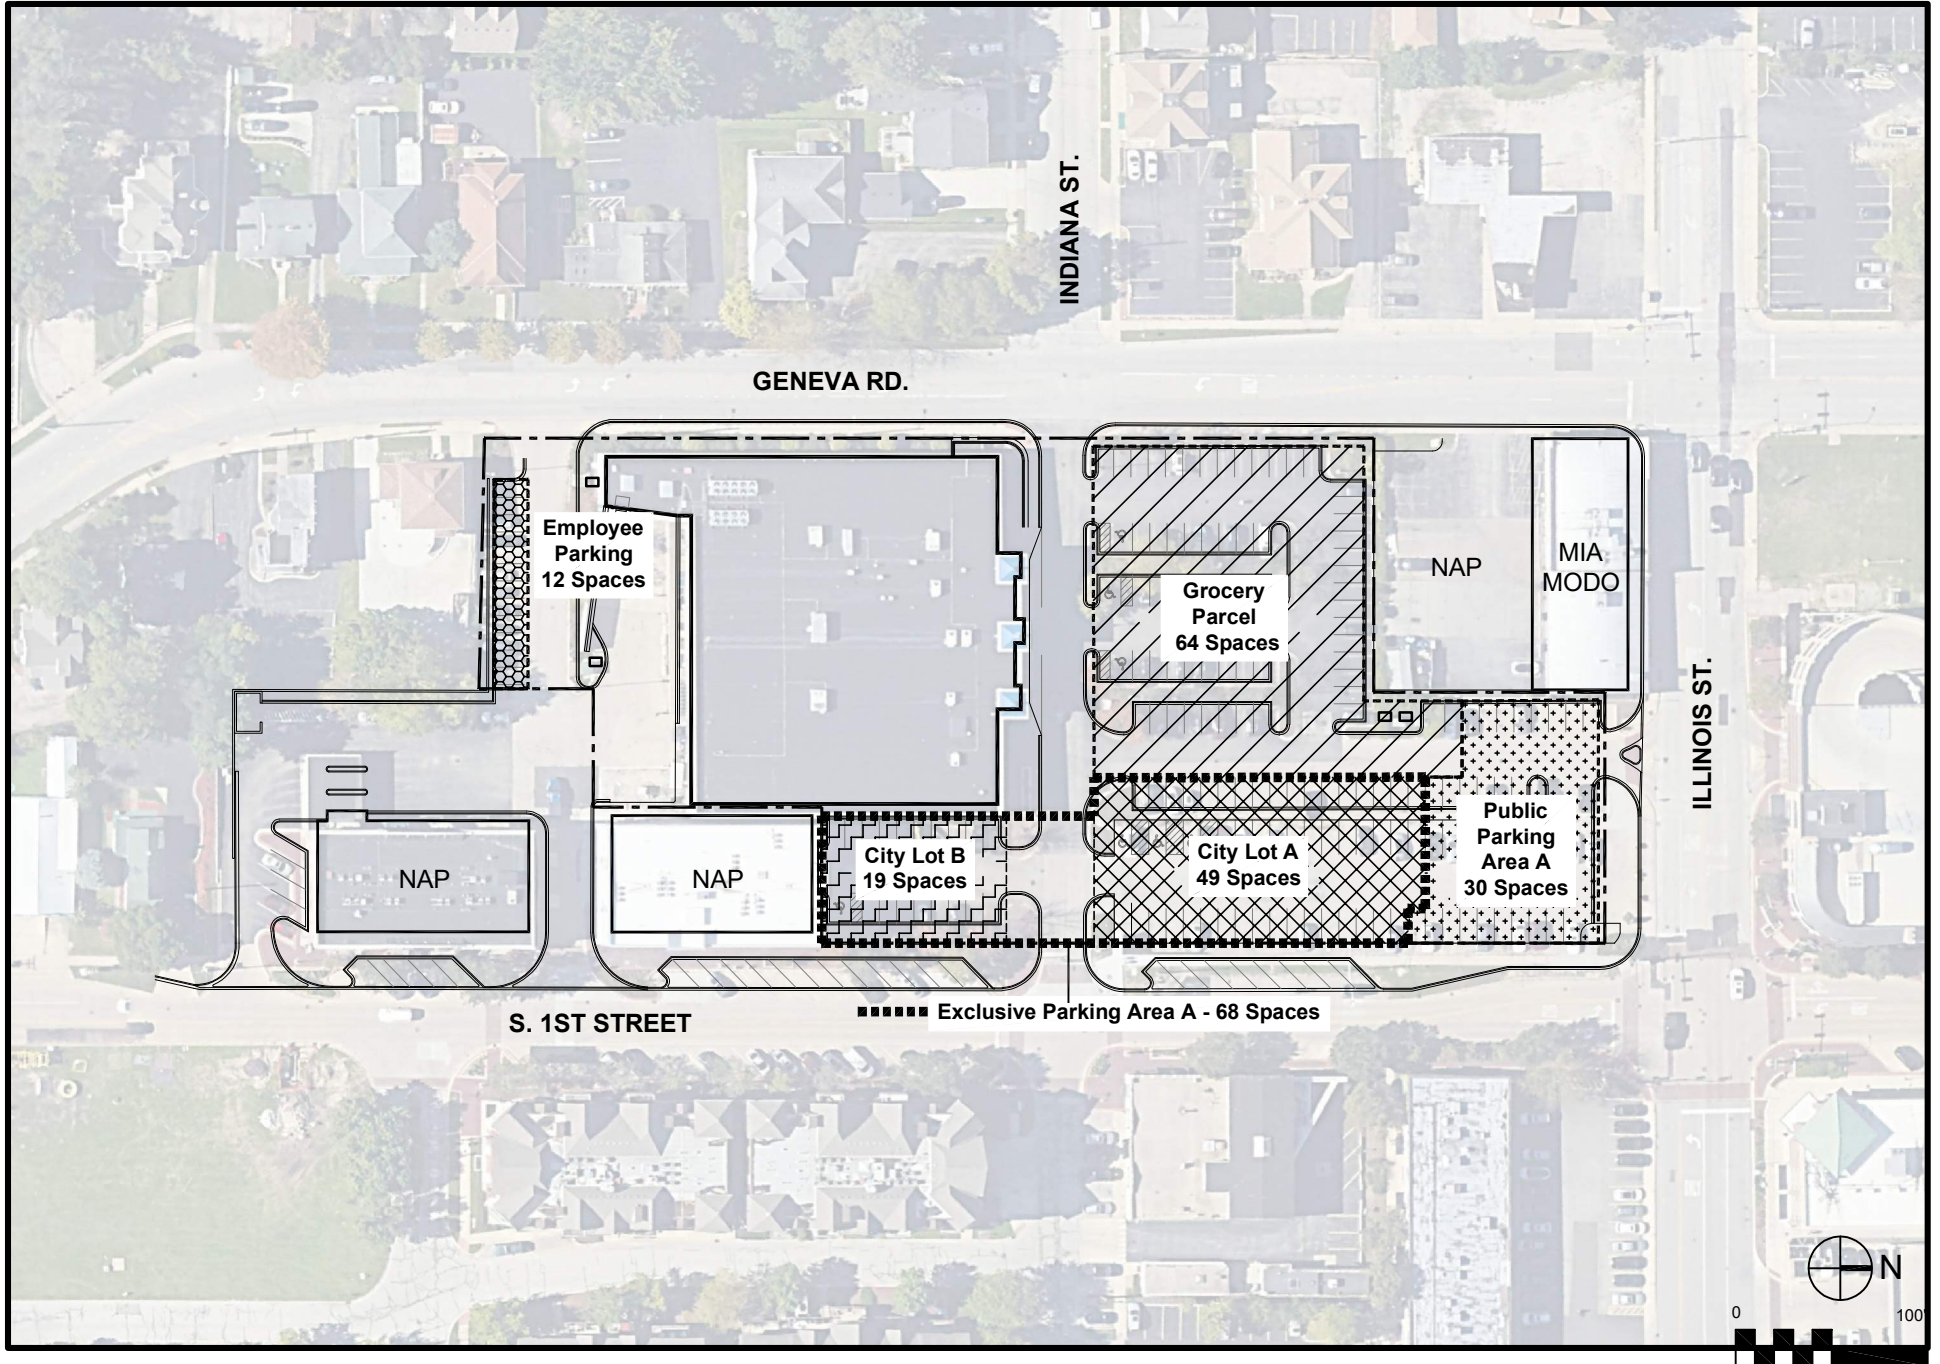 INDIANA ST.
GENEVA RD.
Employee
Parking
12 Spaces
Grocery
Parcel
64 Spaces
NAP
MIA
MODO
ILLINOIS ST.
Public
Parking
Area A
30 Spaces
City Lot B
19 Spaces
City Lot A
49 Spaces
NAP
NAP
Exclusive Parking Area A - 68 Spaces
S. 1ST STREET
N
0
100'